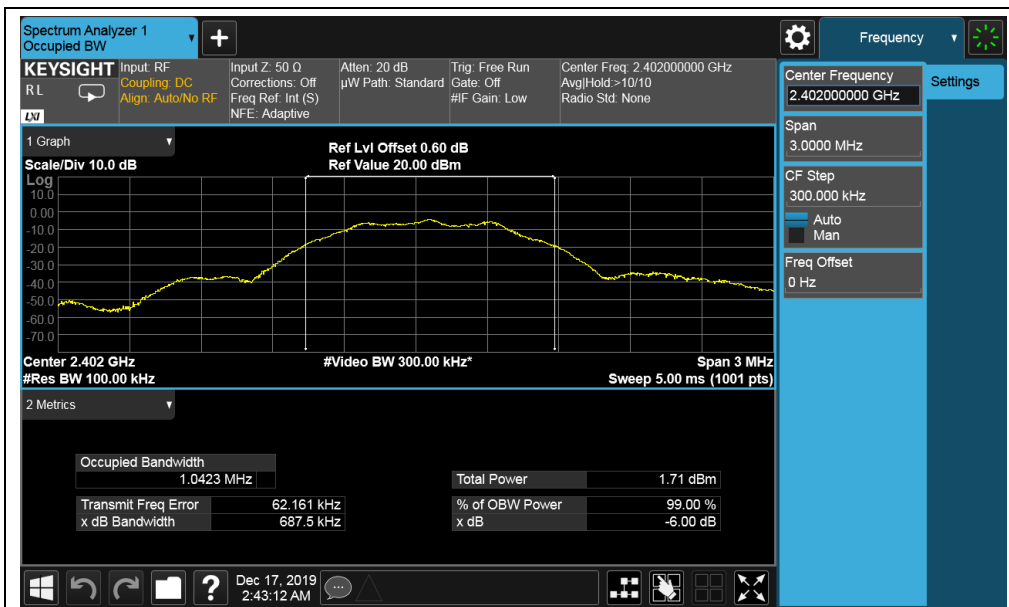 Spectrum Analyzer 1
Occupied BW
Frequency
KEYSIGHT
RL
LXI
Input: RF
Coupling: DC
Align: Auto/No RF
Input Z: 50 Ω
Corrections: Off
Freq Ref: Int (S)
NFE: Adaptive
Atten: 20 dB
µW Path: Standard
Trig: Free Run
Gate: Off
#IF Gain: Low
Center Freq: 2.402000000 GHz
Avg|Hold:>10/10
Radio Std: None
Center Frequency
2.402000000 GHz
Settings
Span
3.0000 MHz
CF Step
300.000 kHz
Auto
Man
Freq Offset
0 Hz
1 Graph
Scale/Div 10.0 dB
Ref Lvl Offset 0.60 dB
Ref Value 20.00 dBm
Log
10.0
0.00
-10.0
-20.0
-30.0
-40.0
-50.0
-60.0
-70.0
Center 2.402 GHz
#Video BW 300.00 kHz*
Span 3 MHz
#Res BW 100.00 kHz
Sweep 5.00 ms (1001 pts)
2 Metrics
Occupied Bandwidth
1.0423 MHz
Total Power 1.71 dBm
Transmit Freq Error 62.161 kHz
% of OBW Power 99.00 %
x dB Bandwidth 687.5 kHz
x dB -6.00 dB
?
Dec 17, 2019
2:43:12 AM